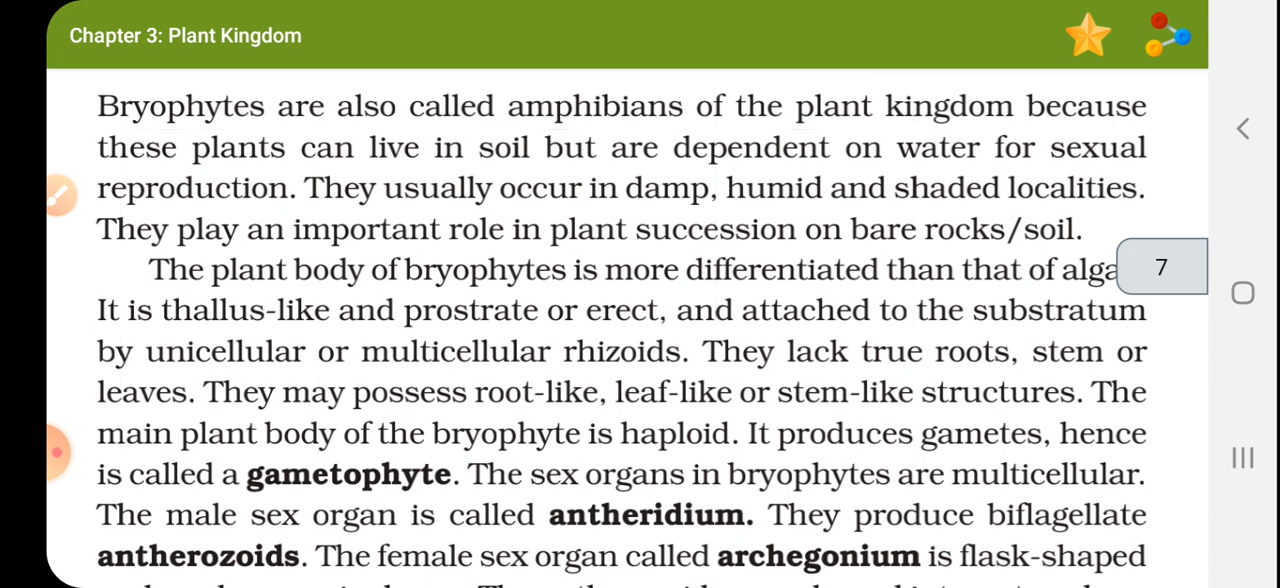 Chapter 3: Plant Kingdom
Bryophytes are also called amphibians of the plant kingdom because
these plants can live in soil but are dependent on water for sexual
reproduction. They usually occur in damp, humid and shaded localities.
They play an important role in plant succession on bare rocks/soil.
The plant body of bryophytes is more differentiated than that of alga
7
It is thallus-like and prostrate or erect, and attached to the substratum
by unicellular or multicellular rhizoids. They lack true roots, stem or
leaves. They may possess root-like, leaf-like or stem-like structures. The
main plant body of the bryophyte is haploid. It produces gametes, hence
is called a gametophyte. The sex organs in bryophytes are multicellular.
The male sex organ is called antheridium. They produce biflagellate
antherozoids. The female sex organ called archegonium is flask-shaped